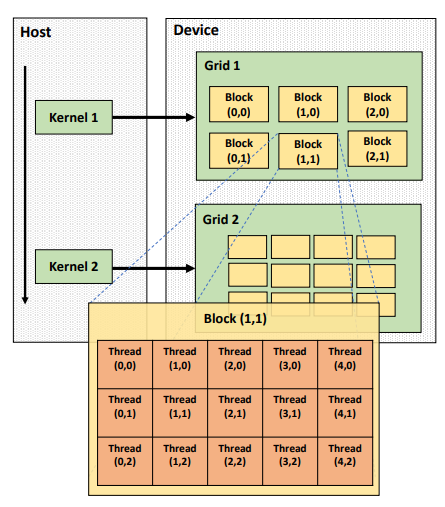 Host
Device
Grid 1
Kernel 1
Block
(0,0)
Block
(1,0)
Block
(2,0)
Block
(0,1)
Block
(1,1)
Block
(2,1)
Grid 2
Kernel 2
Block (1,1)
Thread
(0,0)
Thread
(1,0)
Thread
(2,0)
Thread
(3,0)
Thread
(4,0)
Thread
(0,1)
Thread
(1,1)
Thread
(2,1)
Thread
(3,1)
Thread
(4,1)
Thread
(0,2)
Thread
(1,2)
Thread
(2,2)
Thread
(3,2)
Thread
(4,2)